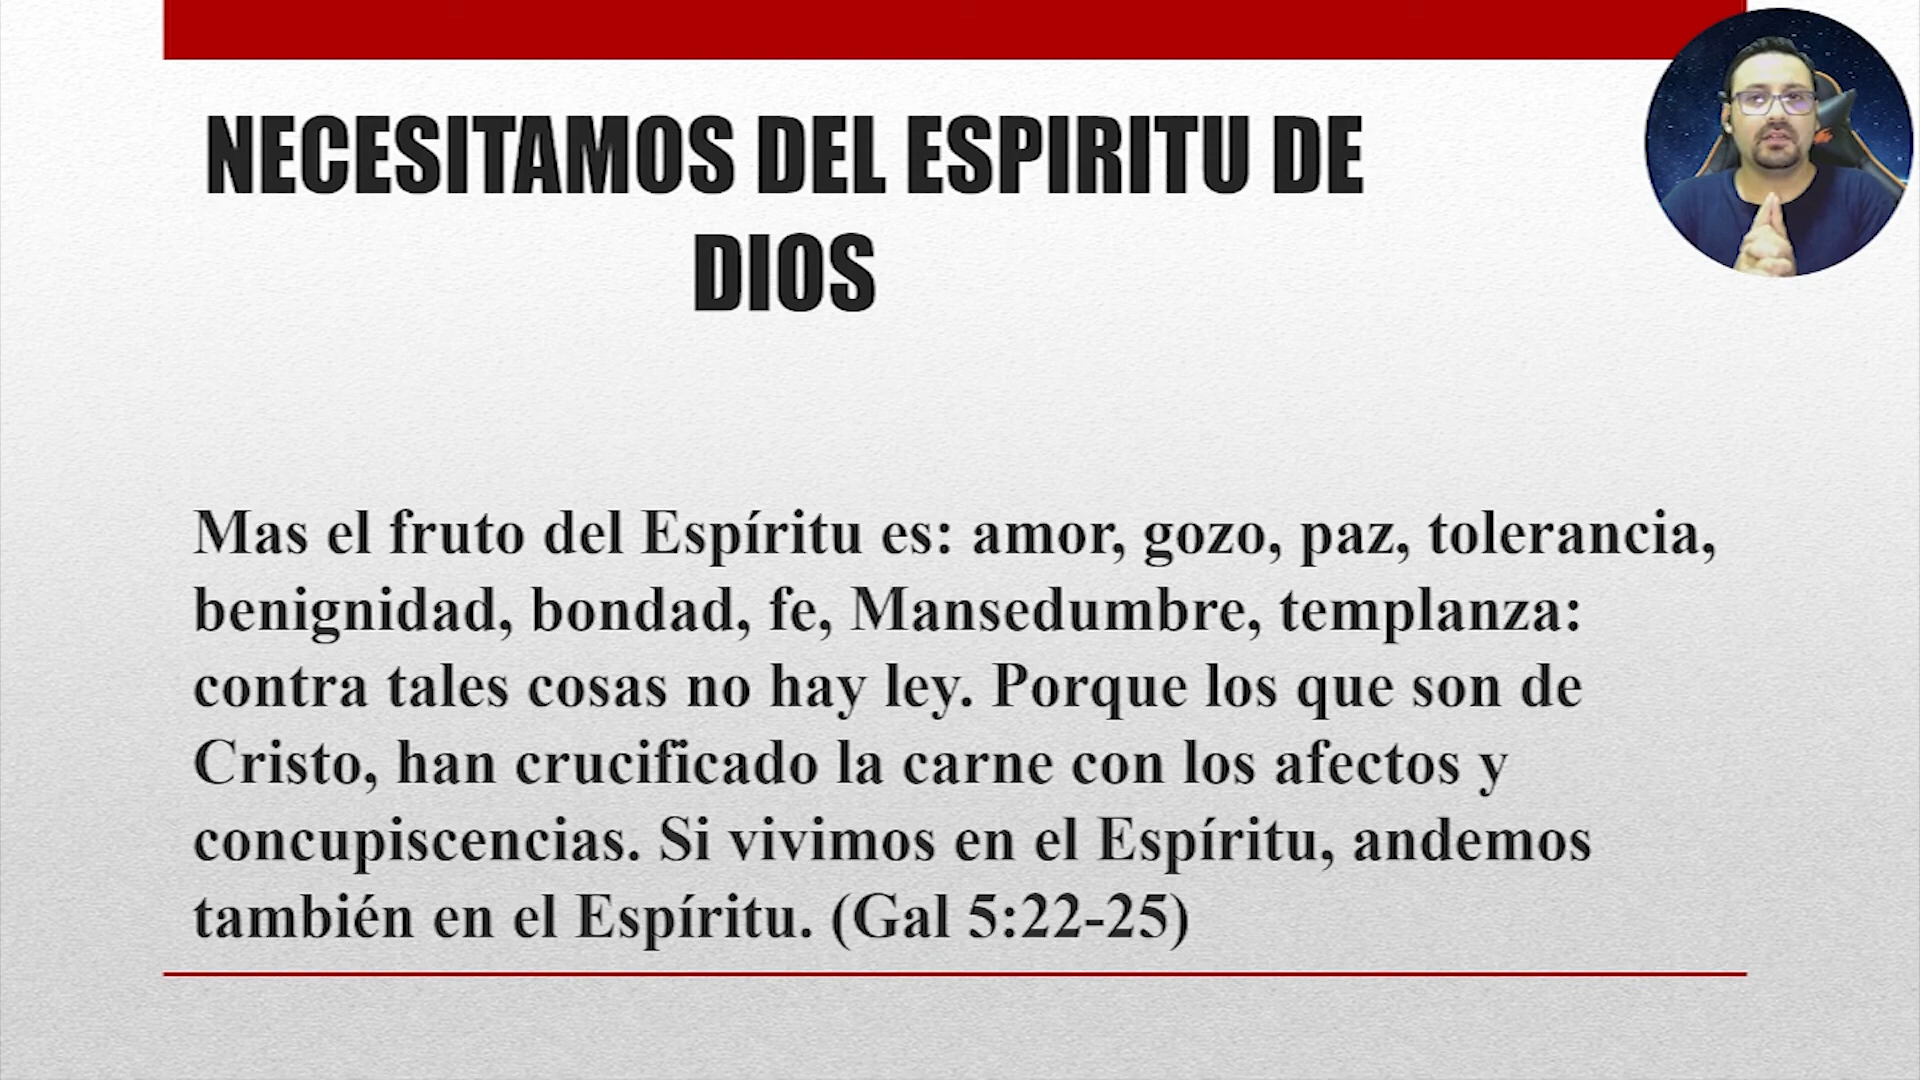 NECESITAMOS DEL ESPIRITU DE
DIOS
Mas el fruto del Espíritu es: amor, gozo, paz, tolerancia,
benignidad, bondad, fe, Mansedumbre, templanza:
contra tales cosas no hay ley. Porque los que son de
Cristo, han crucificado la carne con los afectos y
concupiscencias. Si vivimos en el Espíritu, andemos
también en el Espíritu. (Gal 5:22-25)